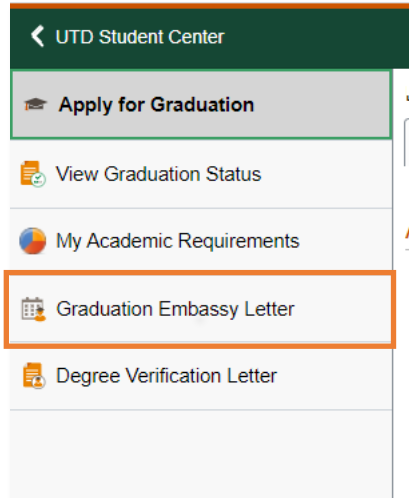 UTD Student Center
Apply for Graduation
View Graduation Status
My Academic Requirements
Graduation Embassy Letter
Degree Verification Letter